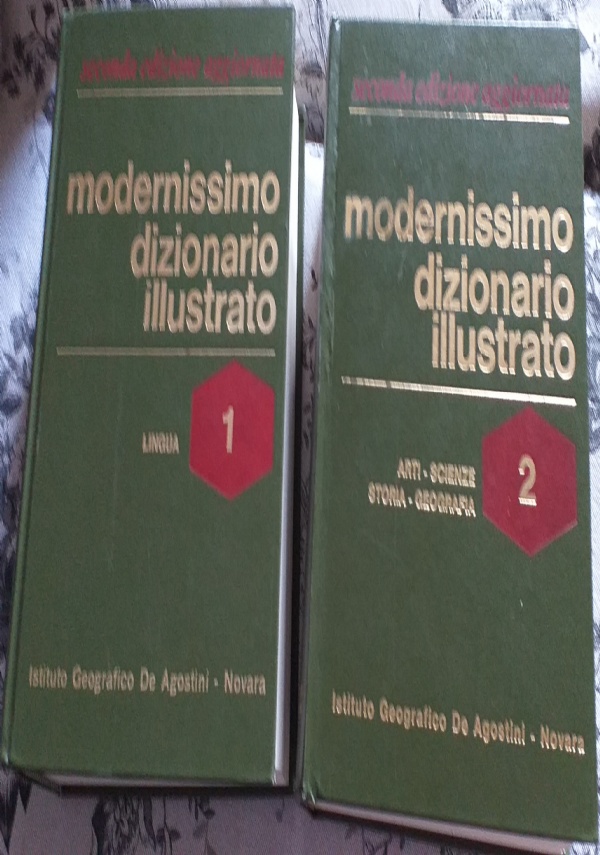 seconda edizione aggiornata
modernissimo
dizionario
illustrato
LINGUA
1
Istituto Geografico De Agostini - Novara
seconda edizione aggiornata
modernissimo
dizionario
illustrato
ARTI - SCIENZE
STORIA - GEOGRAFIA
2
Istituto Geografico De Agostini - Novara